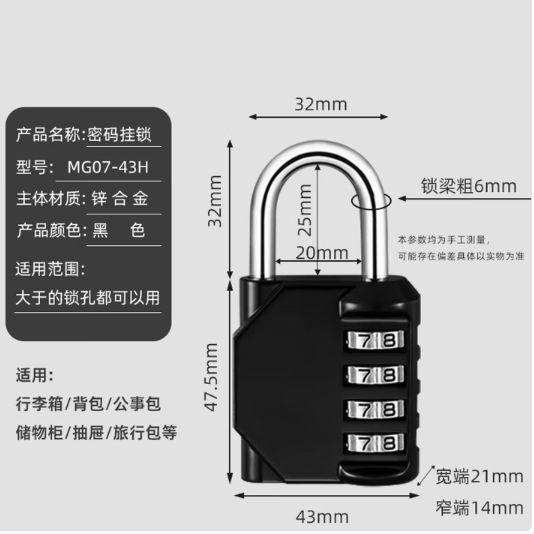 32mm
产品名称:密码挂锁
型号: MG07-43H
主体材质:锌合金
产品颜色:黑 色
适用范围:
大于的锁孔都可以用
32mm
25mm
20mm
锁梁粗6mm
本参数均为手工测量,
可能存在偏差具体以实物为准
7 8
7 8
7 8
7 8
47.5mm
适用:
行李箱/背包/公事包
储物柜/抽屉/旅行包等
43mm
宽端21mm
窄端14mm